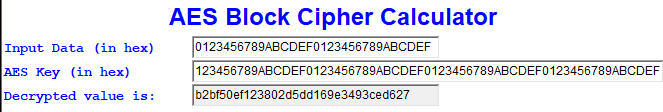 AES Block Cipher Calculator
Input Data (in hex) 0123456789ABCDEF0123456789ABCDEF
AES Key (in hex) 123456789ABCDEF0123456789ABCDEF0123456789ABCDEF0123456789ABCDEF
Decrypted value is: b2bf50ef123802d5dd169e3493ced627